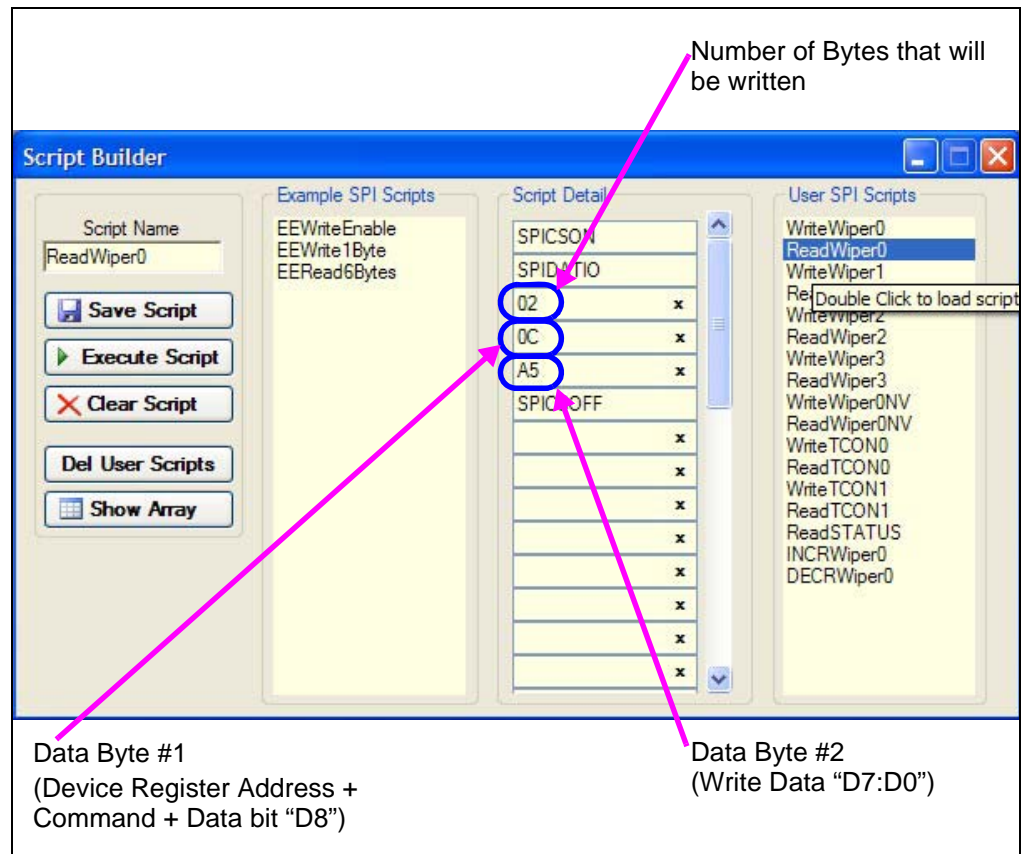 Number of Bytes that will
be written
Script Builder
Script Name
ReadWiper0
Save Script
Execute Script
Clear Script
Del User Scripts
Show Array
Example SPI Scripts
EEWriteEnable
EEWrite1Byte
EERead6Bytes
Script Detail
SPICSON
SPIDATIO
02 x
0C x
A5 x
SPICSOFF
x
x
x
x
x
x
x
x
User SPI Scripts
WriteWiper0
ReadWiper0
WriteWiper1
Double Click to load script
WriteWiper2
ReadWiper2
WriteWiper3
ReadWiper3
WriteWiper0NV
ReadWiper0NV
WriteTCON0
ReadTCON0
WriteTCON1
ReadTCON1
ReadSTATUS
INCRWiper0
DECRWiper0
Data Byte #1
(Device Register Address +
Command + Data bit “D8”)
Data Byte #2
(Write Data “D7:D0”)